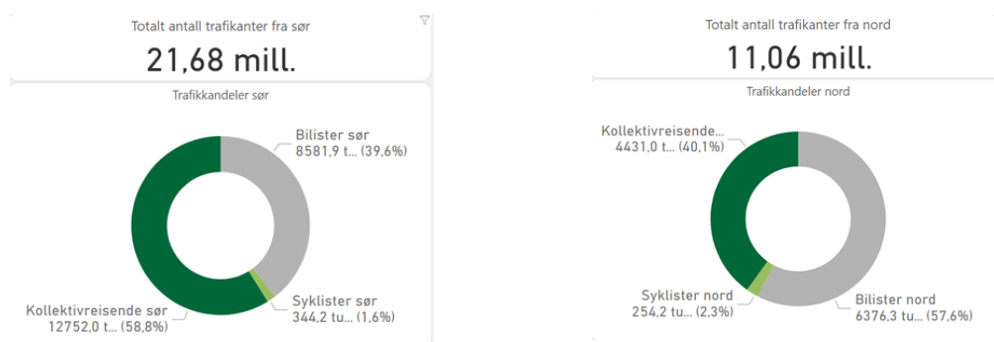 Totalt antall trafikanter fra sør
21,68 mill.
Trafikkandeler sør
Bilister sør
8581,9 t... (39,6%)
Syklister sør
344,2 tu... (1,6%)
Kollektivreisende sør
12752,0 t... (58,8%)
Totalt antall trafikanter fra nord
11,06 mill.
Trafikkandeler nord
Kollektivreisende...
4431,0 t... (40,1%)
Syklister nord
254,2 tu... (2,3%)
Bilister nord
6376,3 tu... (57,6%)